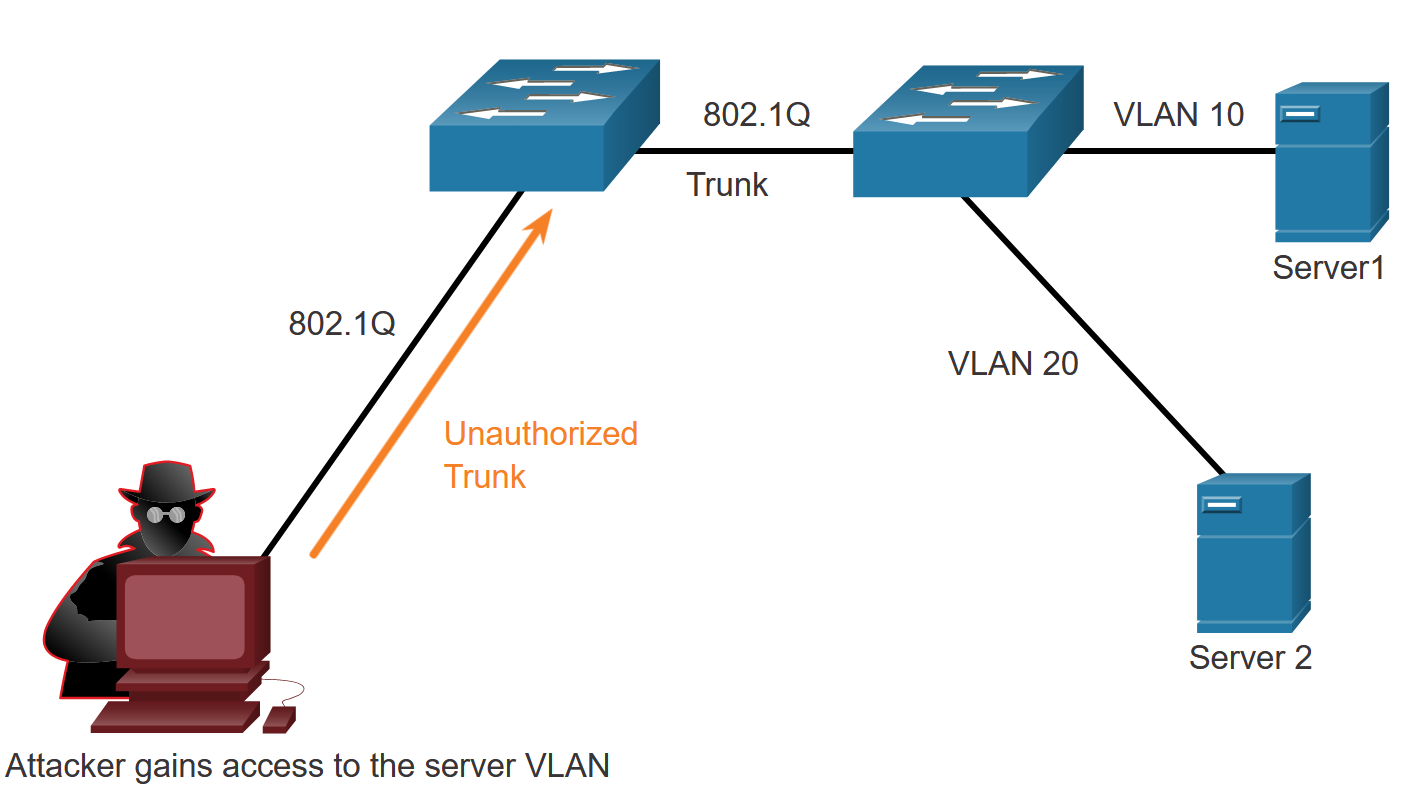 802.1Q
Trunk
VLAN 10
Server1
802.1Q
VLAN 20
Unauthorized
Trunk
Server 2
Attacker gains access to the server VLAN